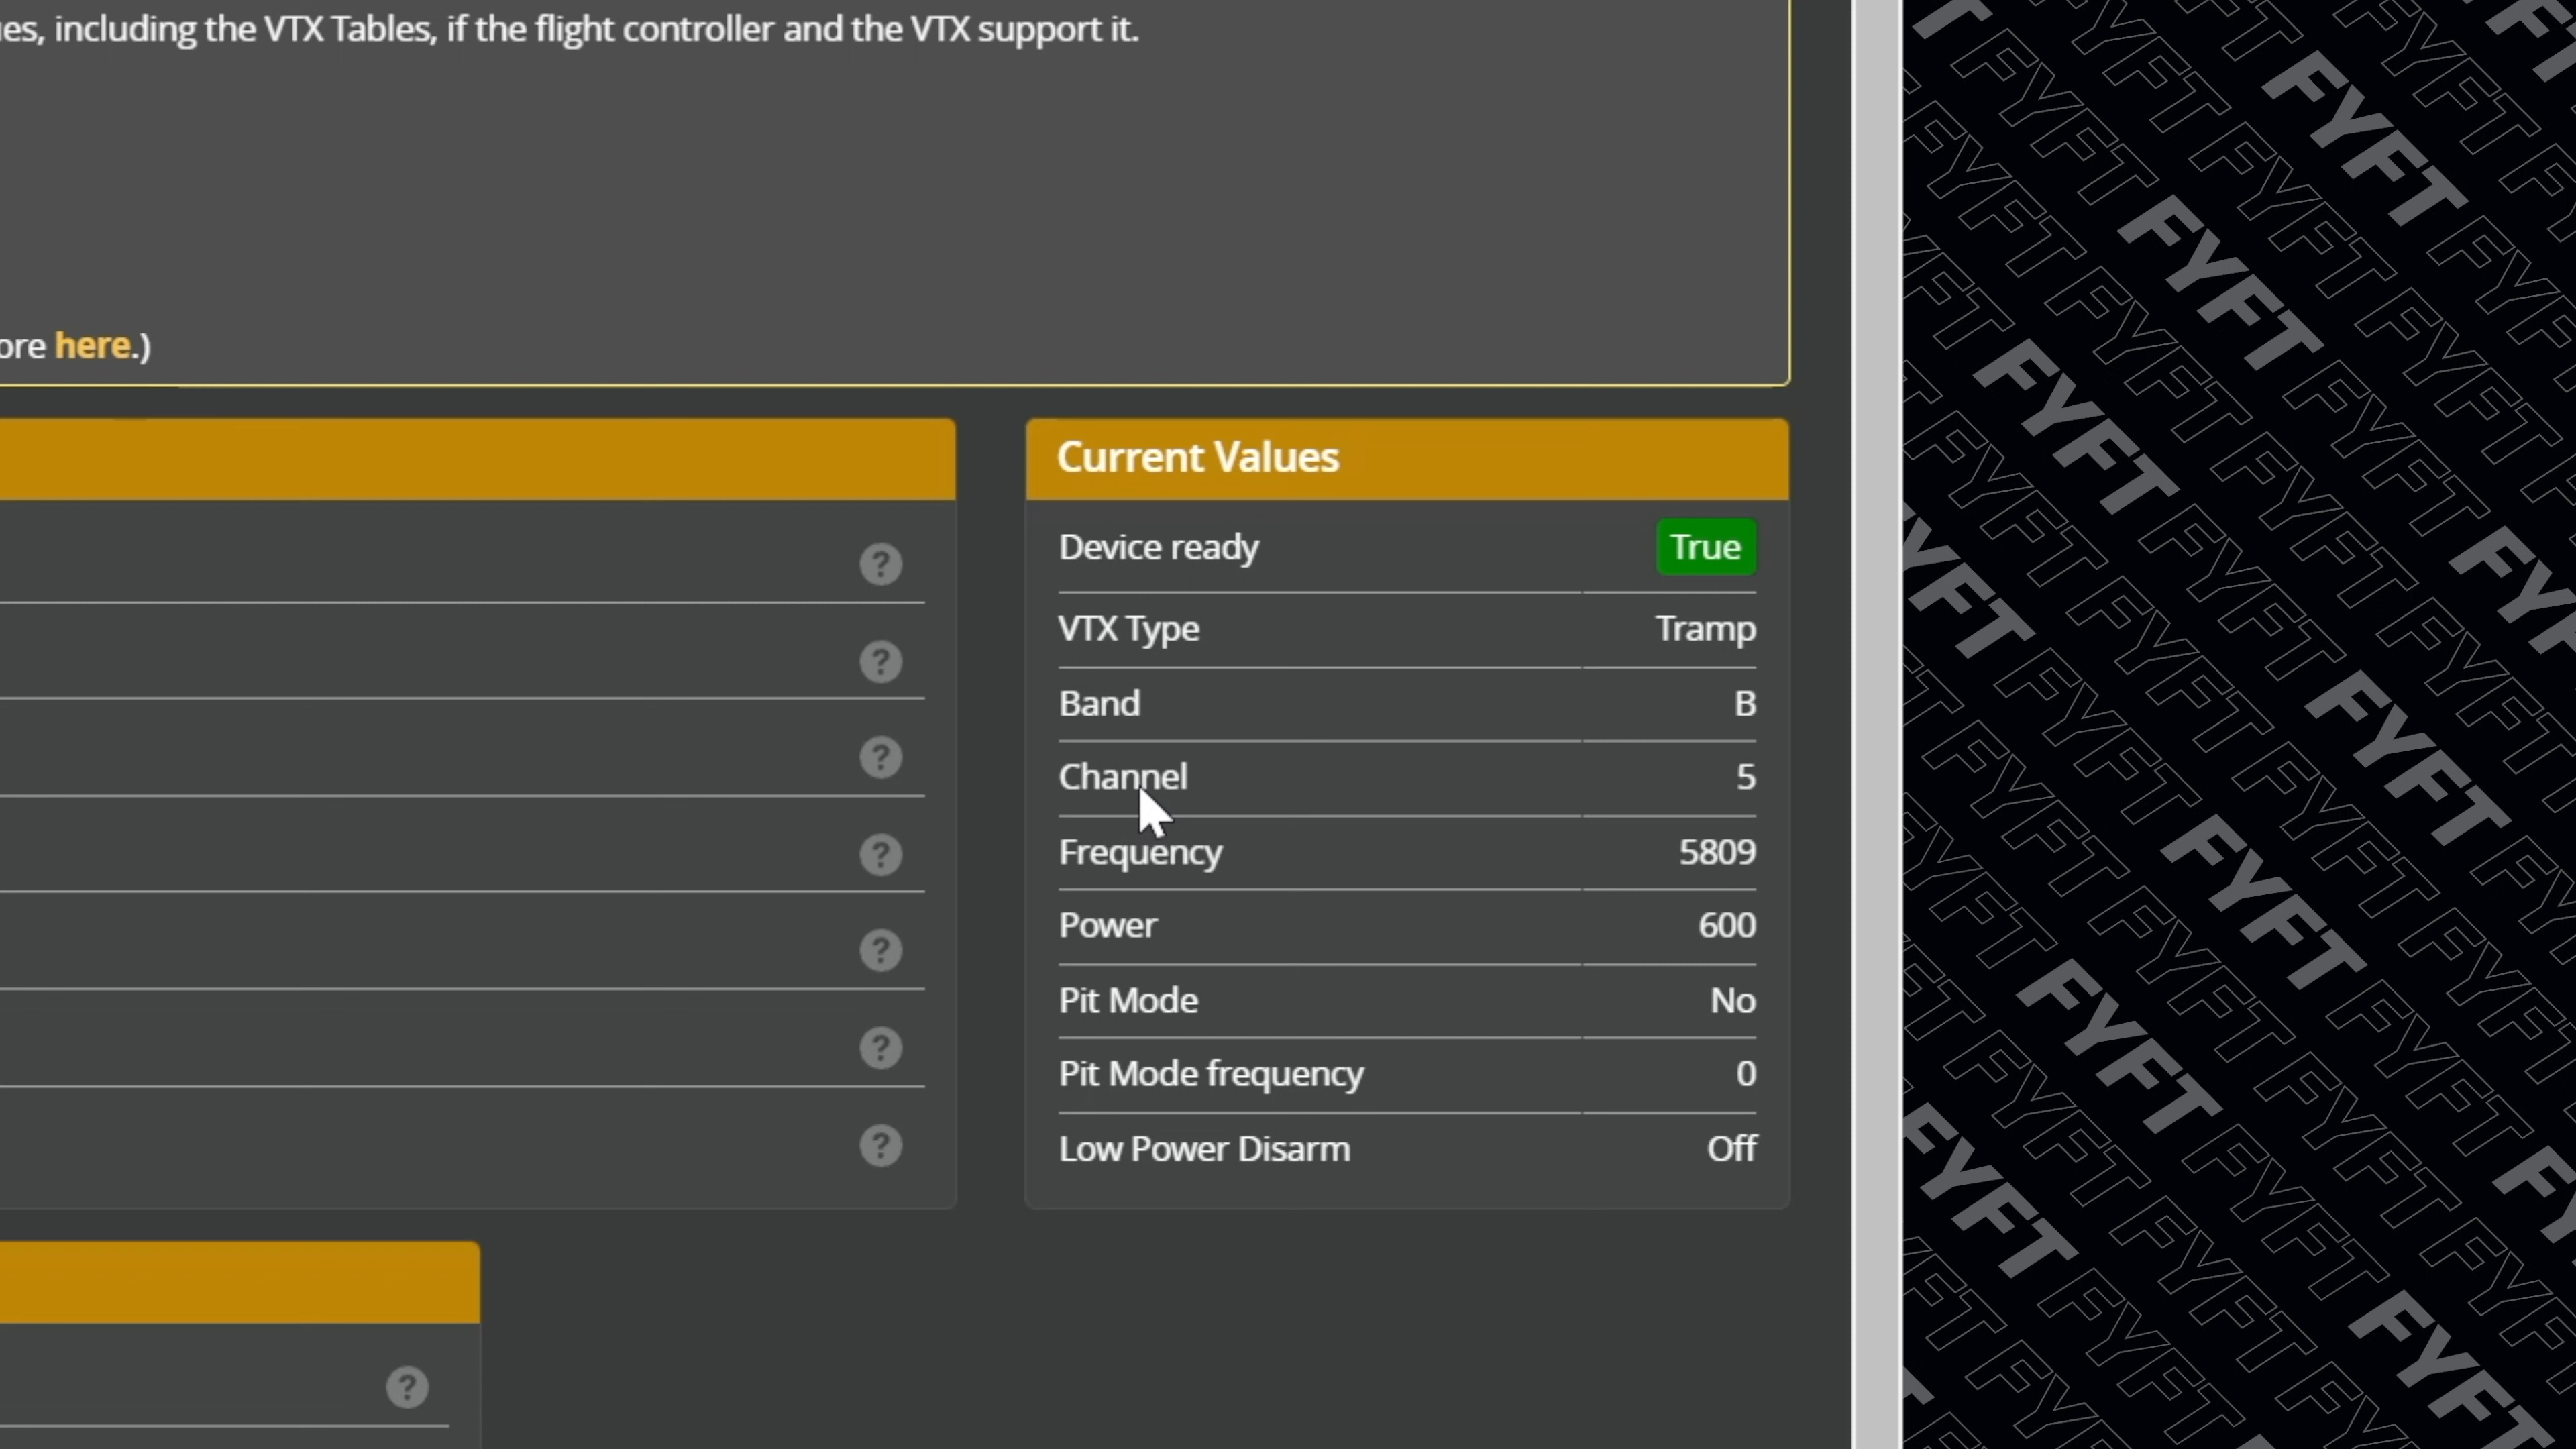 es, including the VTX Tables, if the flight controller and the VTX support it.
ore here.)
Current Values
Device ready True
VTX Type Tramp
Band B
Channel 5
Frequency 5809
Power 600
Pit Mode No
Pit Mode frequency 0
Low Power Disarm Off
FYFT